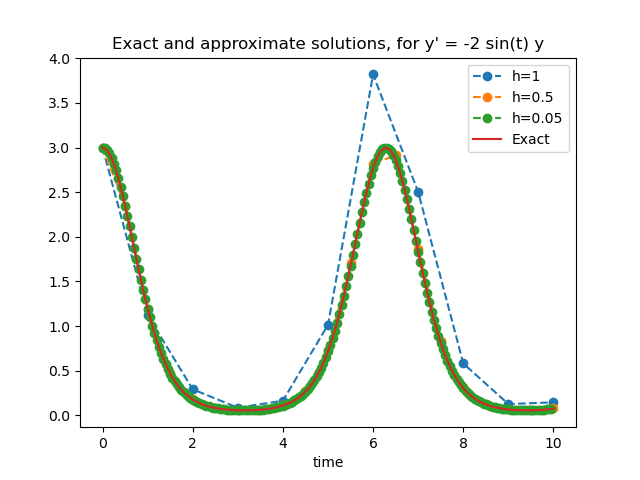 Exact and approximate solutions, for y' = -2 sin(t) y
4.0
3.5
3.0
2.5
2.0
1.5
1.0
0.5
0.0
h=1
h=0.5
h=0.05
Exact
0 2 4 6 8 10
time